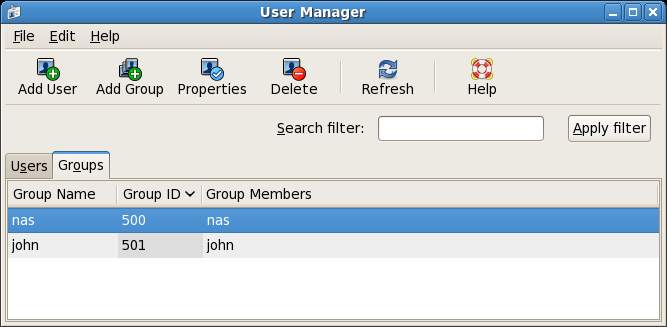 User Manager
File Edit Help
Add User Add Group Properties Delete Refresh Help
Search filter: Apply filter
Users Groups
Group Name Group ID Group Members
nas 500 nas
john 501 john